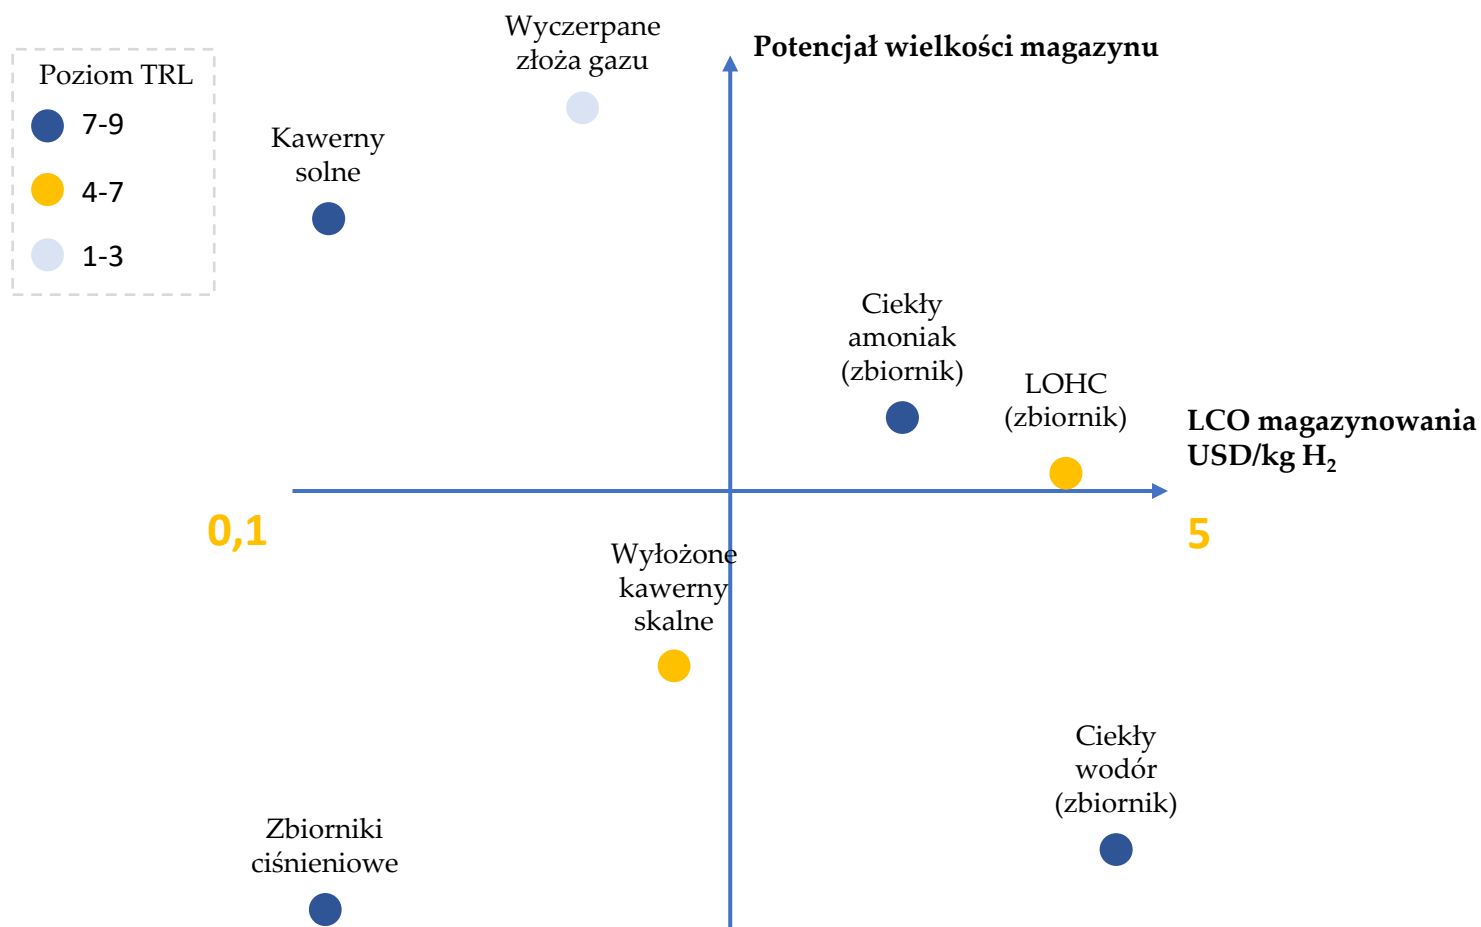 Poziom TRL
7-9
4-7
1-3
Wyczerpane
złoża gazu
Potencjał wielkości magazynu
Kawerny
solne
Ciekły
amoniak
(zbiornik)
LOHC
(zbiornik)
LCO magazynowania
USD/kg H₂
0,1
5
Wyłożone
kawerny
skalne
Ciekły
wodór
(zbiornik)
Zbiorniki
ciśnieniowe